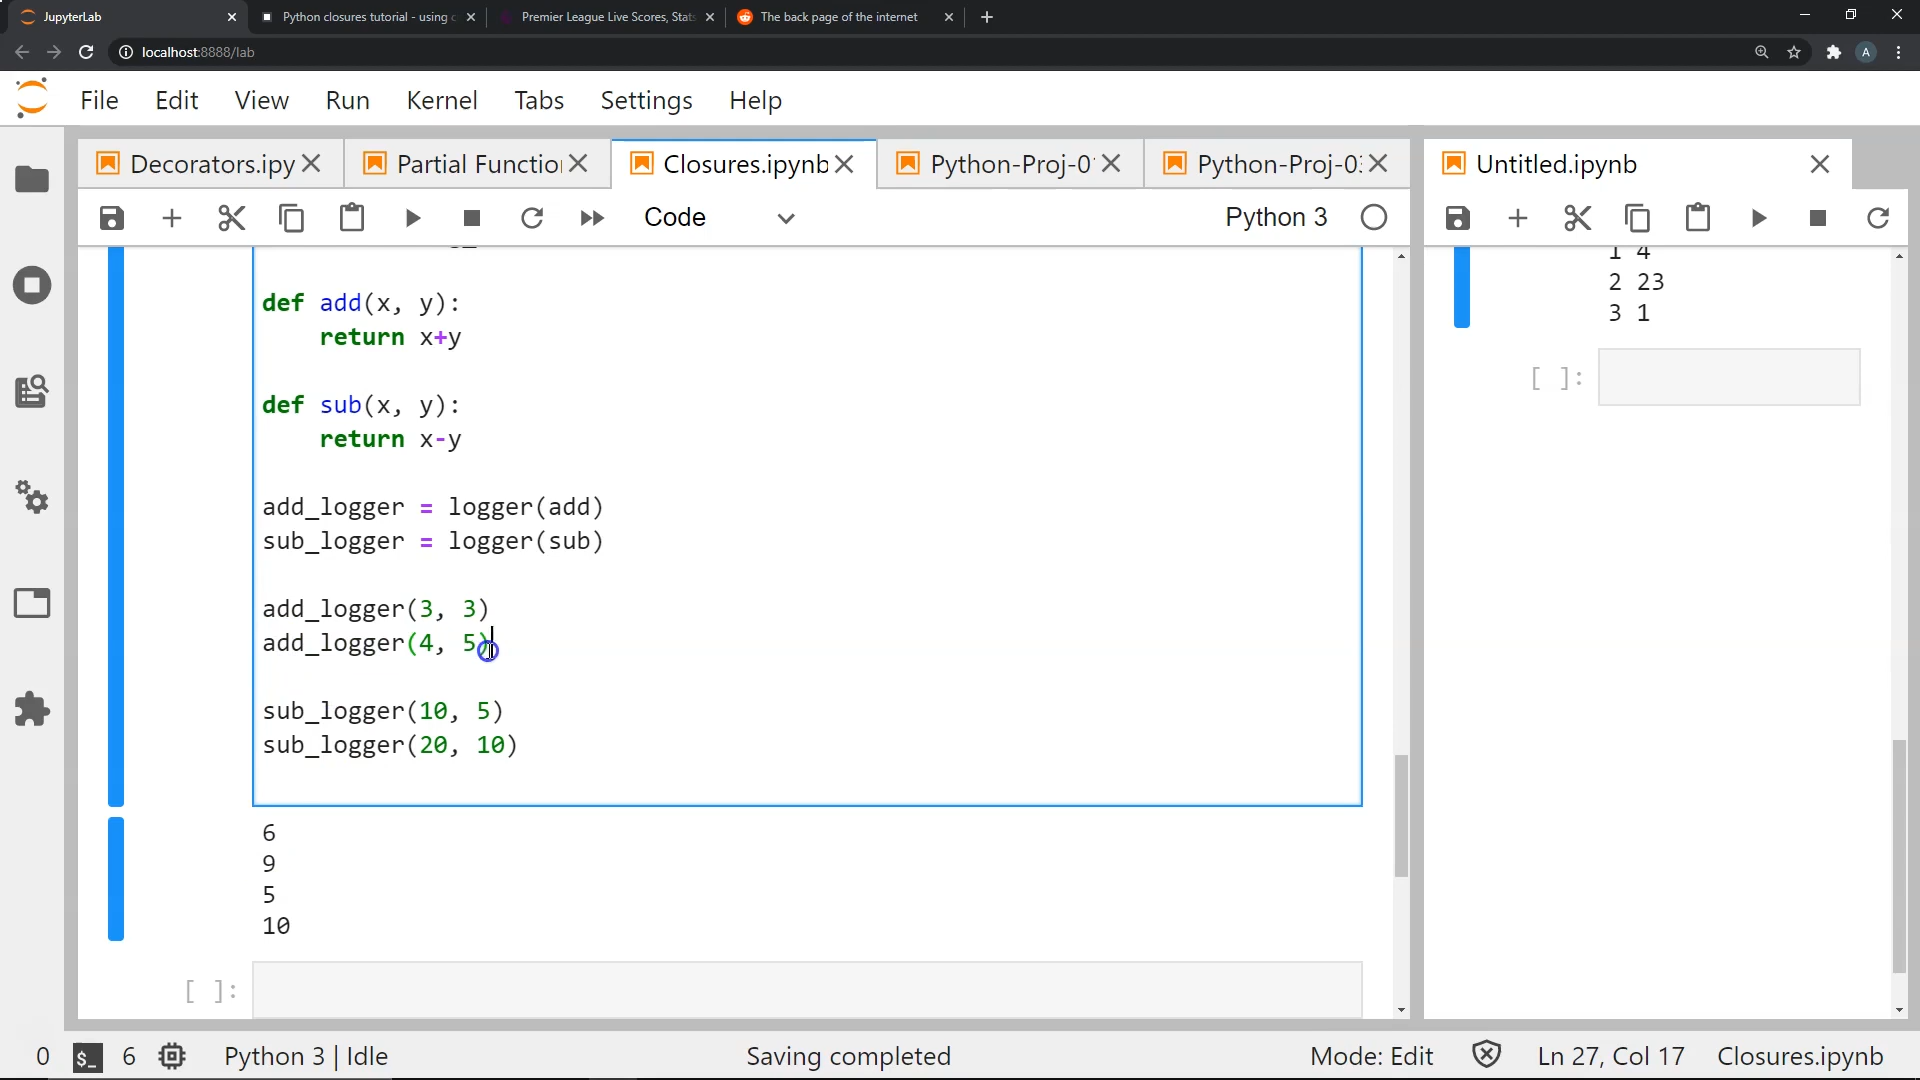 JupyterLab
Python closures tutorial - using c
Premier League Live Scores, Stats
The back page of the internet
localhost:8888/lab
A
File Edit View Run Kernel Tabs Settings Help
Decorators.ipy
Partial Functio
Closures.ipynb
Python-Proj-0
Python-Proj-03
Untitled.ipynb
Code
Python 3
def add(x, y):
    return x+y
def sub(x, y):
    return x-y
add_logger = logger(add)
sub_logger = logger(sub)
add_logger(3, 3)
add_logger(4, 5)
sub_logger(10, 5)
sub_logger(20, 10)
6
9
5
10
[ ]:
1 4
2 23
3 1
[ ]:
0
$_
6
Python 3 | Idle
Saving completed
Mode: Edit
Ln 27, Col 17
Closures.ipynb